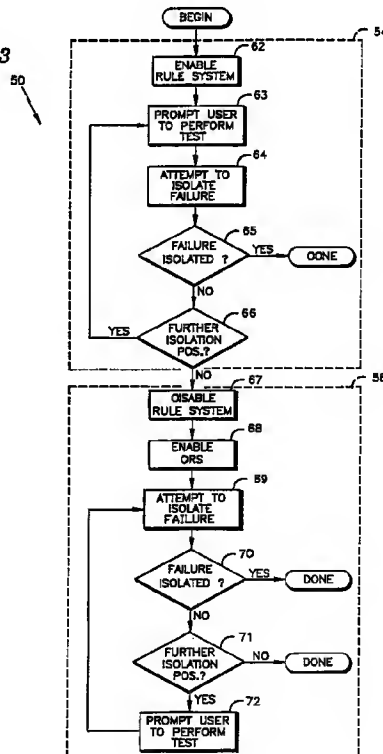 3
50
BEGIN
54
62
ENABLE
RULE SYSTEM
63
PROMPT USER
TO PERFORM
TEST
64
ATTEMPT TO
ISOLATE
FAILURE
65
FAILURE
ISOLATED ?
YES
DONE
NO
66
FURTHER
ISOLATION
POS.?
YES
NO
67
56
DISABLE
RULE SYSTEM
68
ENABLE
DRS
69
ATTEMPT TO
ISOLATE
FAILURE
70
FAILURE
ISOLATED ?
YES
DONE
NO
71
FURTHER
ISOLATION
POS.?
NO
DONE
YES
72
PROMPT USER
TO PERFORM
TEST